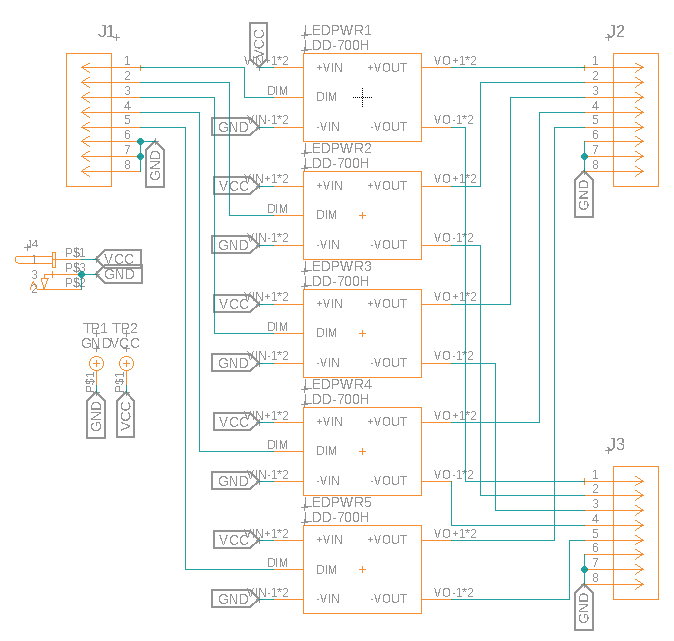 J1
1
2
3
4
5
6
7
8
GND
J4
1
3
2
P$1
P$3
P$2
VCC
GND
TP1 TP2
GND VCC
P$1 P$1
GND VCC
LEDPWR1
LDD-700H
VCC
VIN+1*2 +VIN +VOUT VO+1*2
DIM DIM
GND VIN-1*2 -VIN -VOUT VO-1*2
LEDPWR2
LDD-700H
VCC VIN+1*2 +VIN +VOUT VO+1*2
DIM DIM
GND VIN-1*2 -VIN -VOUT VO-1*2
LEDPWR3
LDD-700H
VCC VIN+1*2 +VIN +VOUT VO+1*2
DIM DIM
GND VIN-1*2 -VIN -VOUT VO-1*2
LEDPWR4
LDD-700H
VCC VIN+1*2 +VIN +VOUT VO+1*2
DIM DIM
GND VIN-1*2 -VIN -VOUT VO-1*2
LEDPWR5
LDD-700H
VCC VIN+1*2 +VIN +VOUT VO+1*2
DIM DIM
GND VIN-1*2 -VIN -VOUT VO-1*2
J2
1
2
3
4
5
6
7
8
GND
J3
1
2
3
4
5
6
7
8
GND